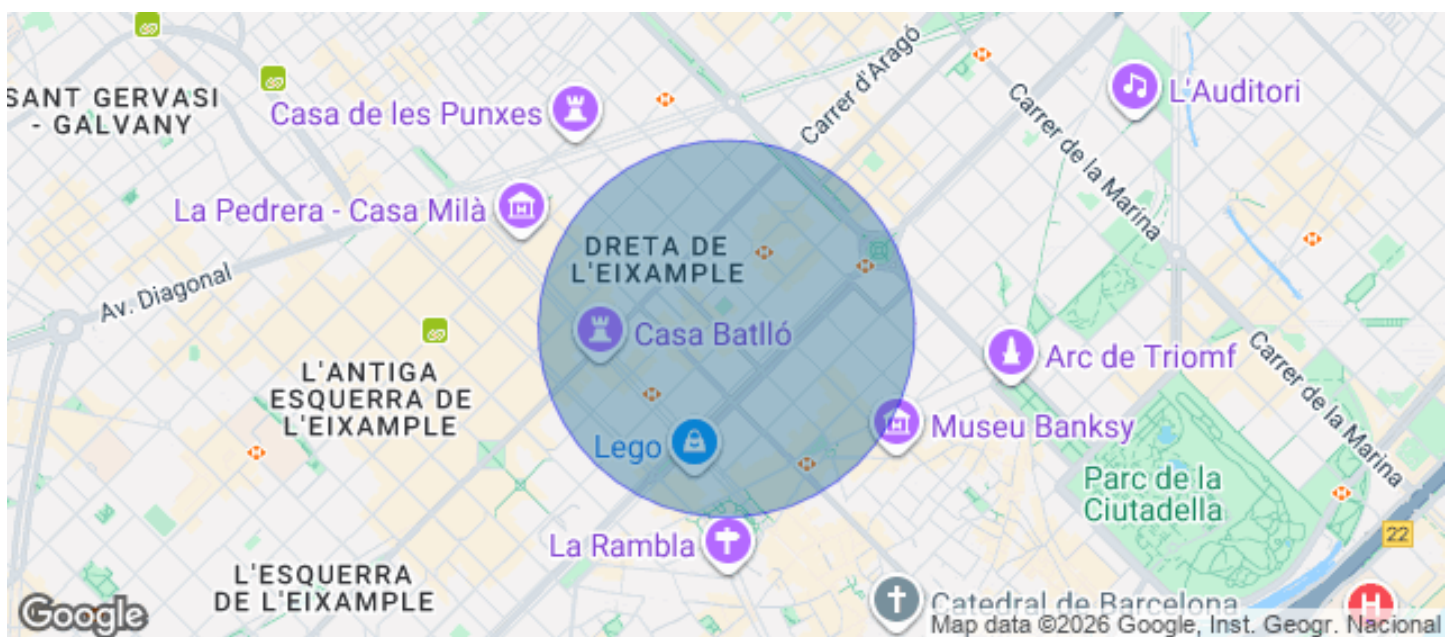 SANT GERVASI
- GALVANY
Casa de les Punxes
Carrer d'Aragó
L'Auditori
Carrer de la Marina
La Pedrera - Casa Milà
DRETA DE
L'EIXAMPLE
Av. Diagonal
Casa Batlló
Arc de Triomf
Carrer de la Marina
L'ANTIGA
ESQUERRA DE
L'EIXAMPLE
Lego
Museu Banksy
Parc de la
Ciutadella
22
La Rambla
L'ESQUERRA
DE L'EIXAMPLE
Catedral de Barcelona
H
Google
Map data ©2026 Google, Inst. Geogr. Nacional